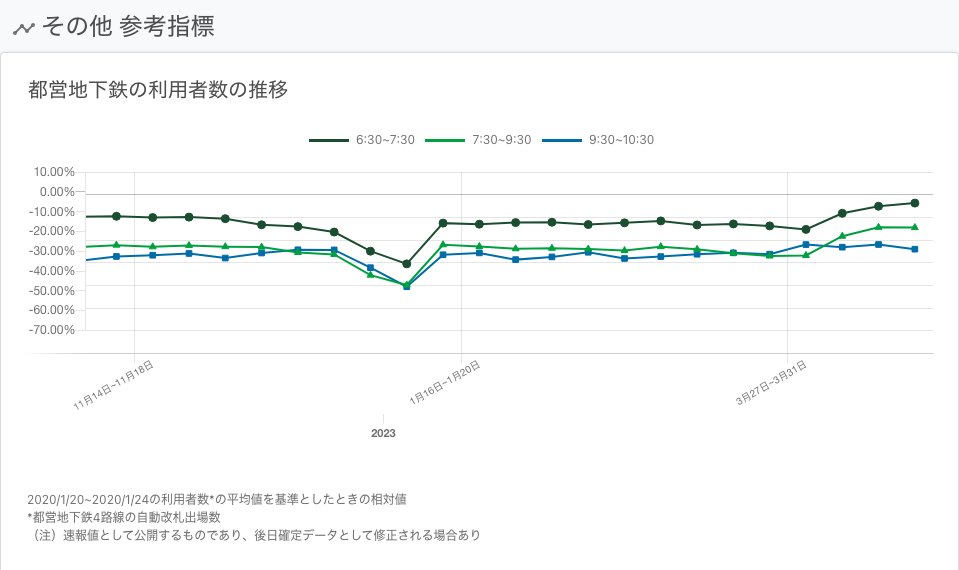 その他 参考指標
都営地下鉄の利用者数の推移
6:30~7:30 7:30~9:30 9:30~10:30
10.00%
0.00%
-10.00%
-20.00%
-30.00%
-40.00%
-50.00%
-60.00%
-70.00%
11月14日~11月18日 1月16日~1月20日 3月27日~3月31日
2023
2020/1/20~2020/1/24の利用者数*の平均値を基準としたときの相対値
*都営地下鉄4路線の自動改札出場数
（注）速報値として公開するものであり、後日確定データとして修正される場合あり